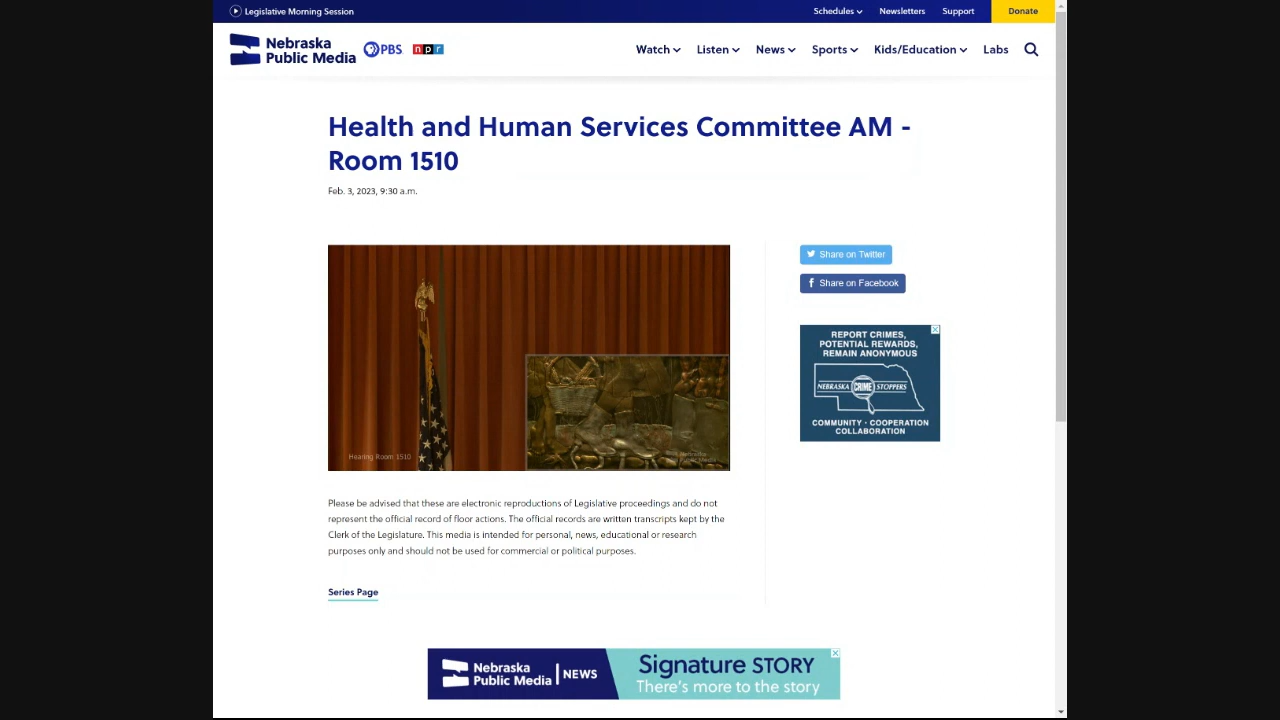 Legislative Morning Session
Schedules
Newsletters
Support
Donate
Nebraska
Public Media
PBS
npr
Watch
Listen
News
Sports
Kids/Education
Labs
Health and Human Services Committee AM -
Room 1510
Feb. 3, 2023, 9:30 a.m.
Hearing Room 1510
Nebraska
Public Media
Please be advised that these are electronic reproductions of Legislative proceedings and do not
represent the official record of floor actions. The official records are written transcripts kept by the
Clerk of the Legislature. This media is intended for personal, news, educational or research
purposes only and should not be used for commercial or political purposes.
Series Page
Share on Twitter
Share on Facebook
REPORT CRIMES,
POTENTIAL REWARDS,
REMAIN ANONYMOUS
NEBRASKA CRIME STOPPERS
COMMUNITY · COOPERATION
COLLABORATION
Nebraska
Public Media
NEWS
Signature STORY
There's more to the story